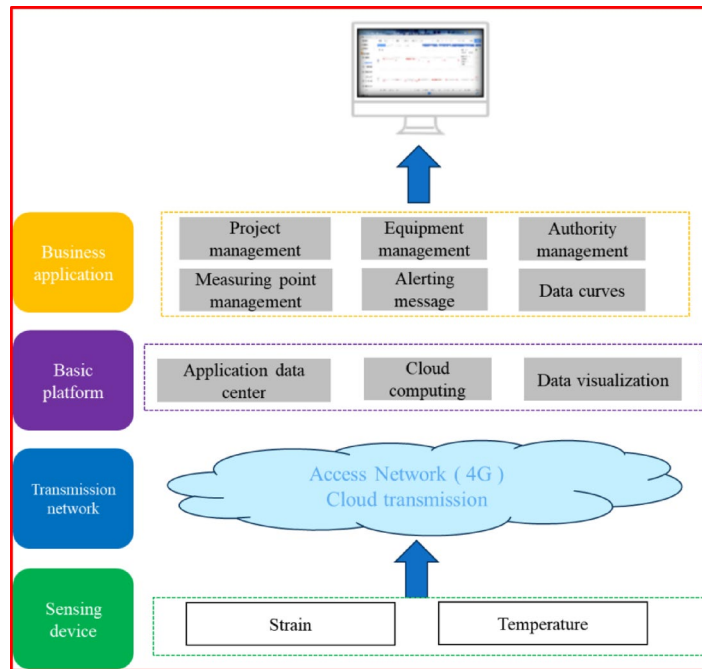 Business
application
Project
management
Equipment
management
Authority
management
Measuring point
management
Alerting
message
Data curves
Basic
platform
Application data
center
Cloud
computing
Data visualization
Transmission
network
Access Network ( 4G )
Cloud transmission
Sensing
device
Strain
Temperature